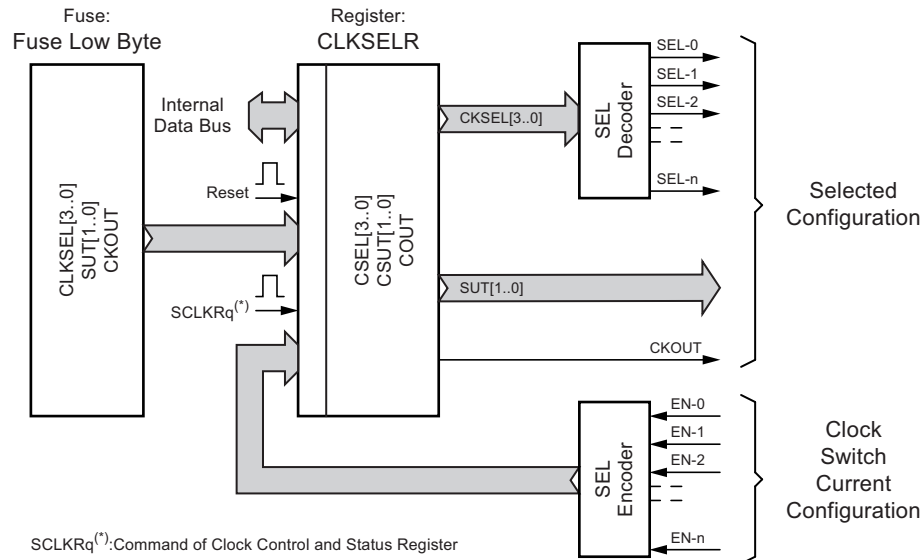 Fuse:
Fuse Low Byte
Register:
CLKSELR
Internal
Data Bus
Reset
SCLKRq(*)
CLKSEL[3..0]
SUT[1..0]
CKOUT
CSEL[3..0]
CSUT[1..0]
COUT
CKSEL[3..0]
SUT[1..0]
CKOUT
SEL
Decoder
SEL-0
SEL-1
SEL-2
SEL-n
Selected
Configuration
SEL
Encoder
EN-0
EN-1
EN-2
EN-n
Clock
Switch
Current
Configuration
SCLKRq(*):Command of Clock Control and Status Register